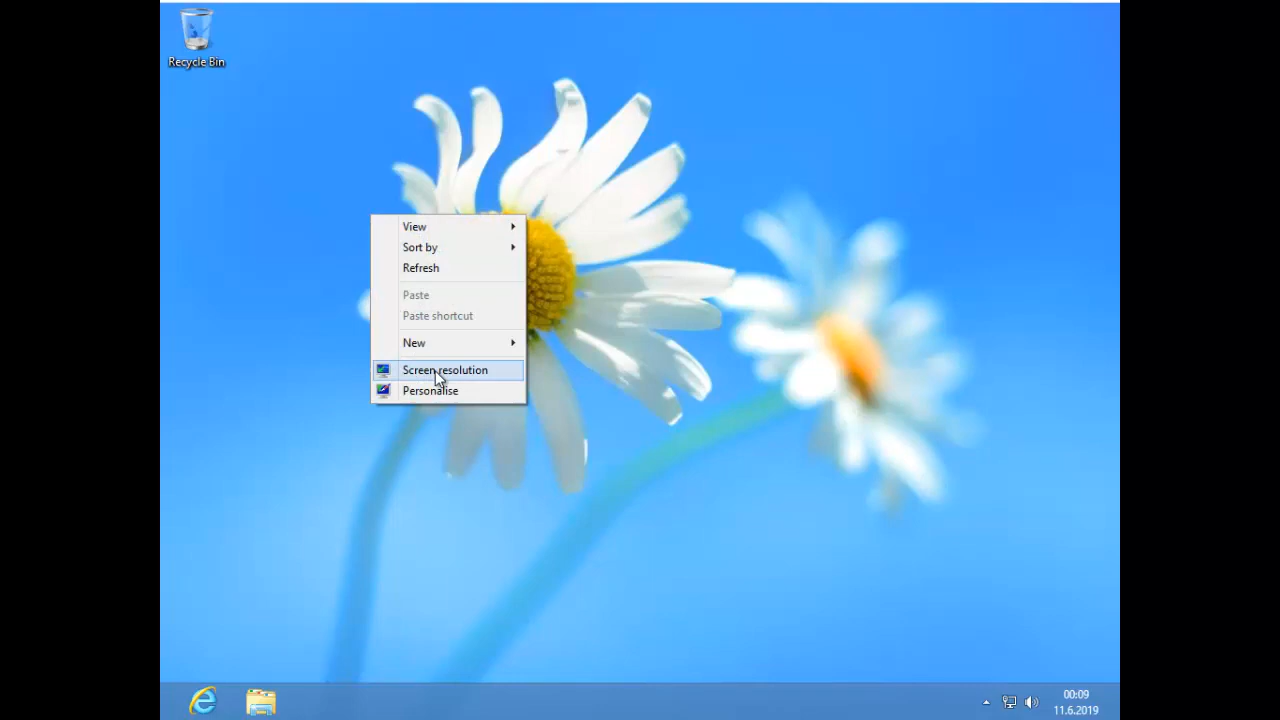 Recycle Bin
View
Sort by
Refresh
Paste
Paste shortcut
New
Screen resolution
Personalise
00:09
11.6.2019